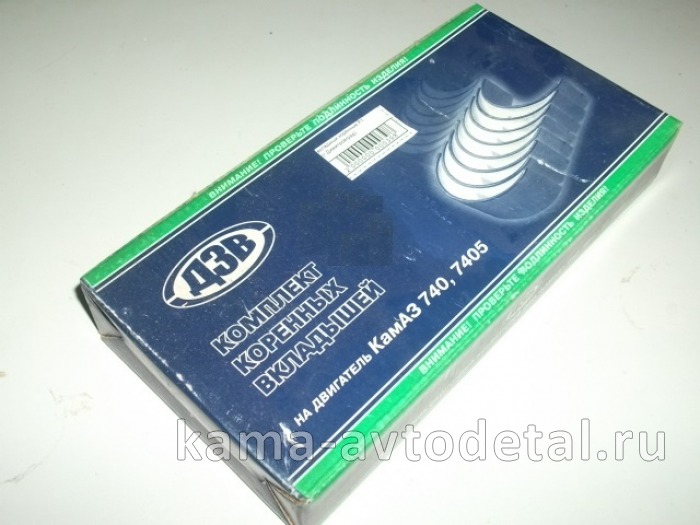 ВНИМАНИЕ! ПРОВЕРЬТЕ ПОДЛИННОСТЬ ИЗДЕЛИЯ!
ДЗВ
КОМПЛЕКТ
КОРЕННЫХ
ВКЛАДЫШЕЙ
НА ДВИГАТЕЛЬ КамАЗ 740, 7405
ВНИМАНИЕ! ПРОВЕРЬТЕ ПОДЛИННОСТЬ ИЗДЕЛИЯ!
kama-avtodetal.ru